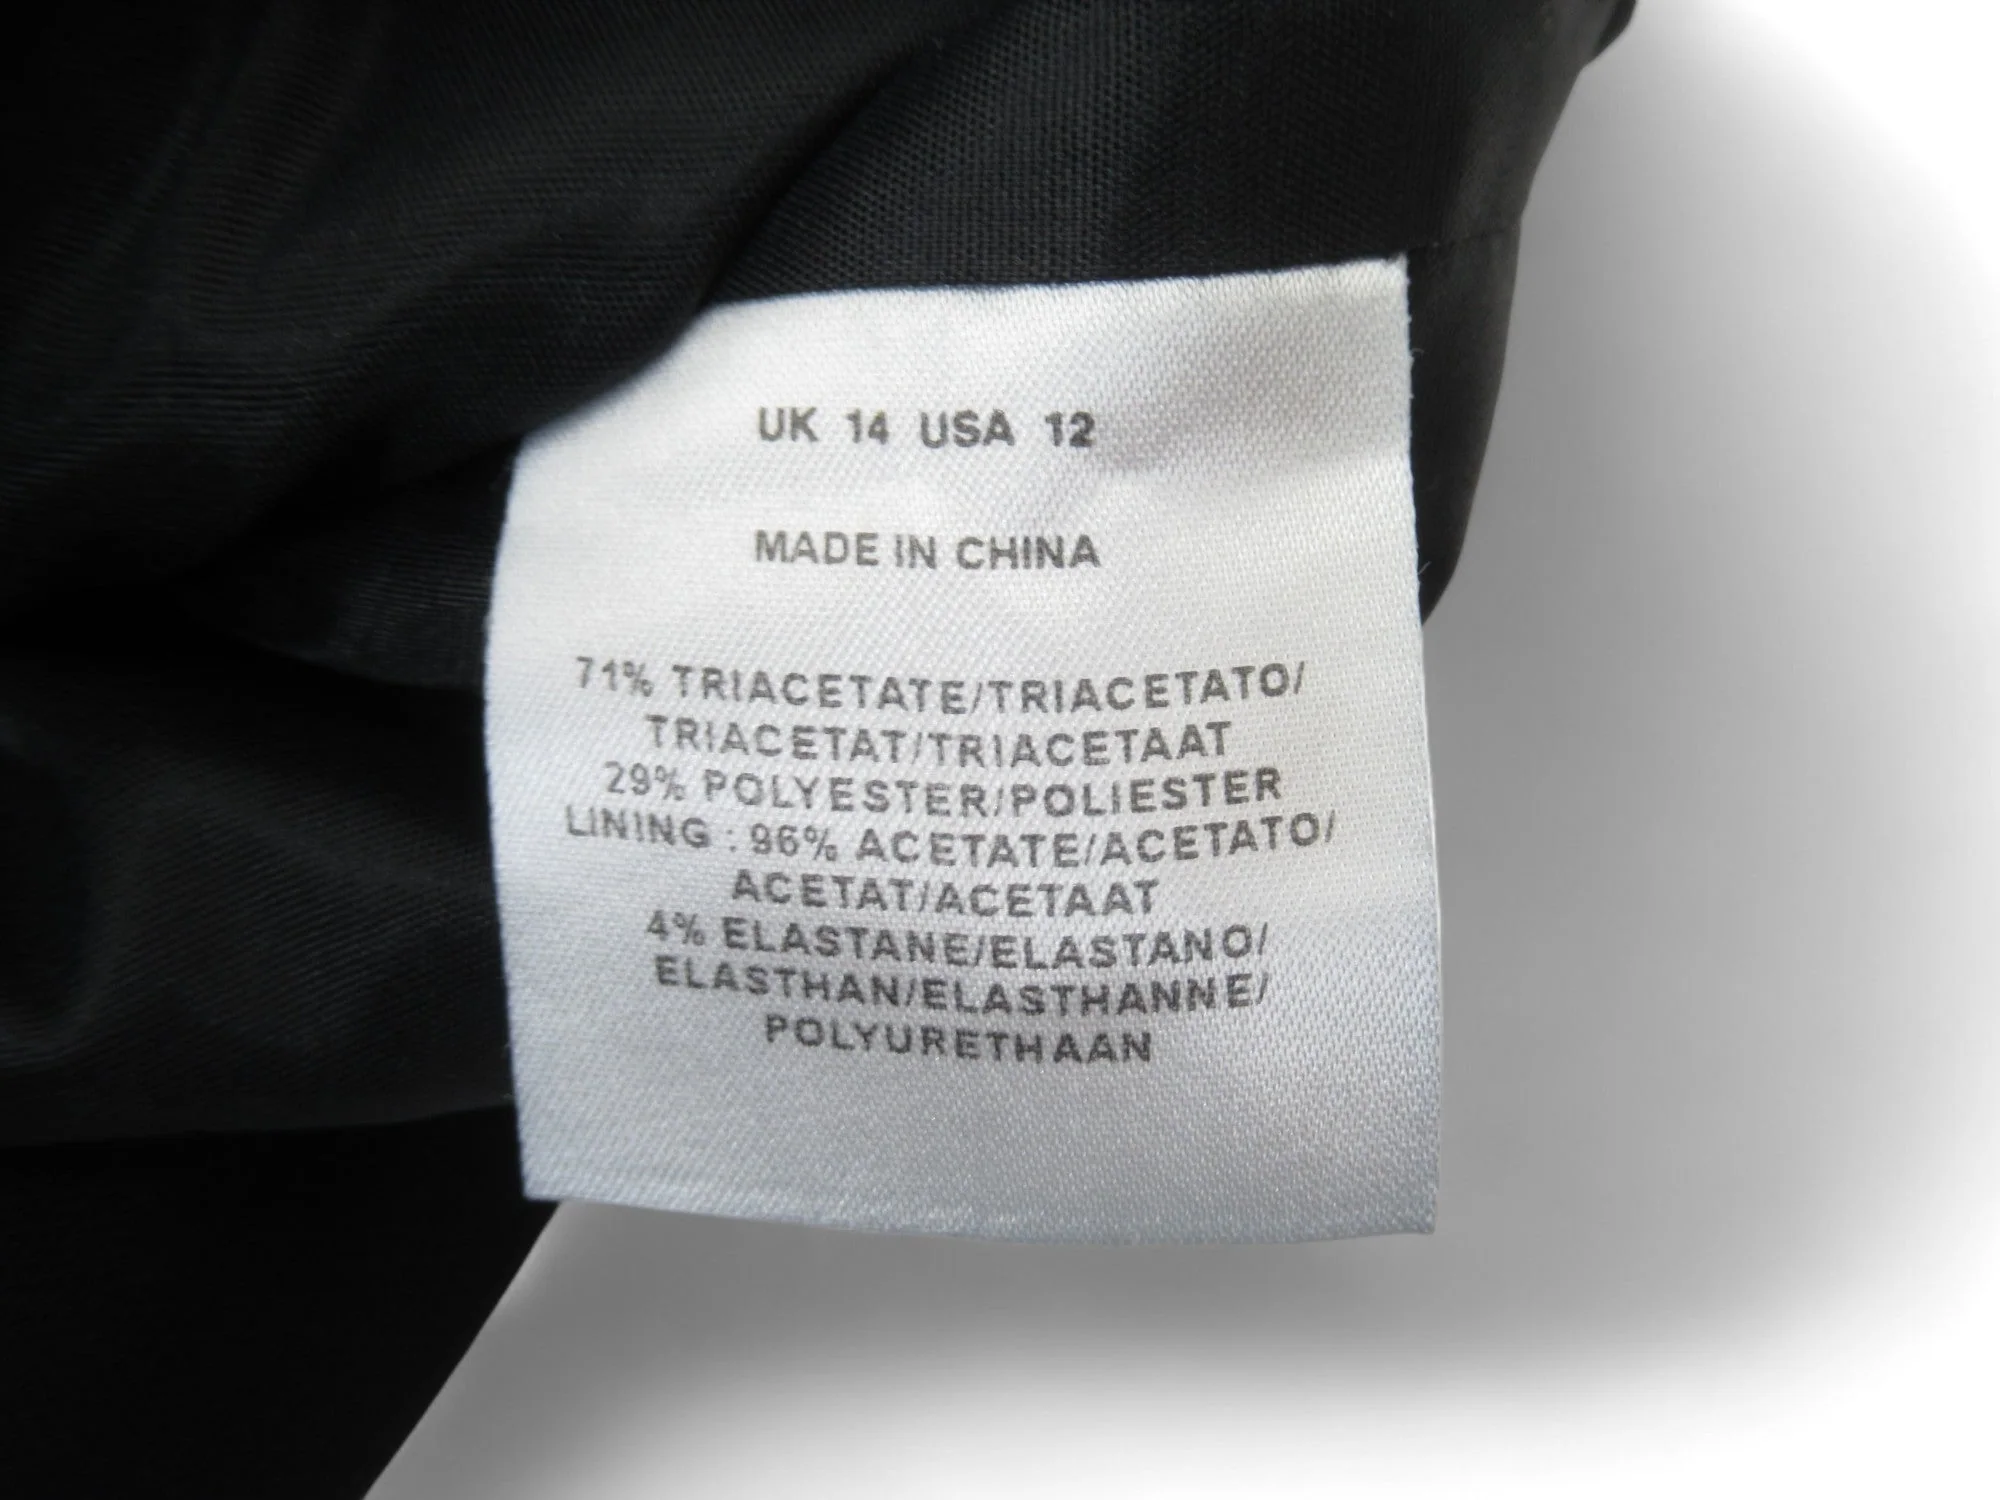 UK 14 USA 12
MADE IN CHINA
71% TRIACETATE/TRIACETATO/
TRIACETAT/TRIACETAAT
29% POLYESTER/POLIESTER
LINING : 96% ACETATE/ACETATO/
ACETAT/ACETAAT
4% ELASTANE/ELASTANO/
ELASTHAN/ELASTHANNE/
POLYURETHAAN